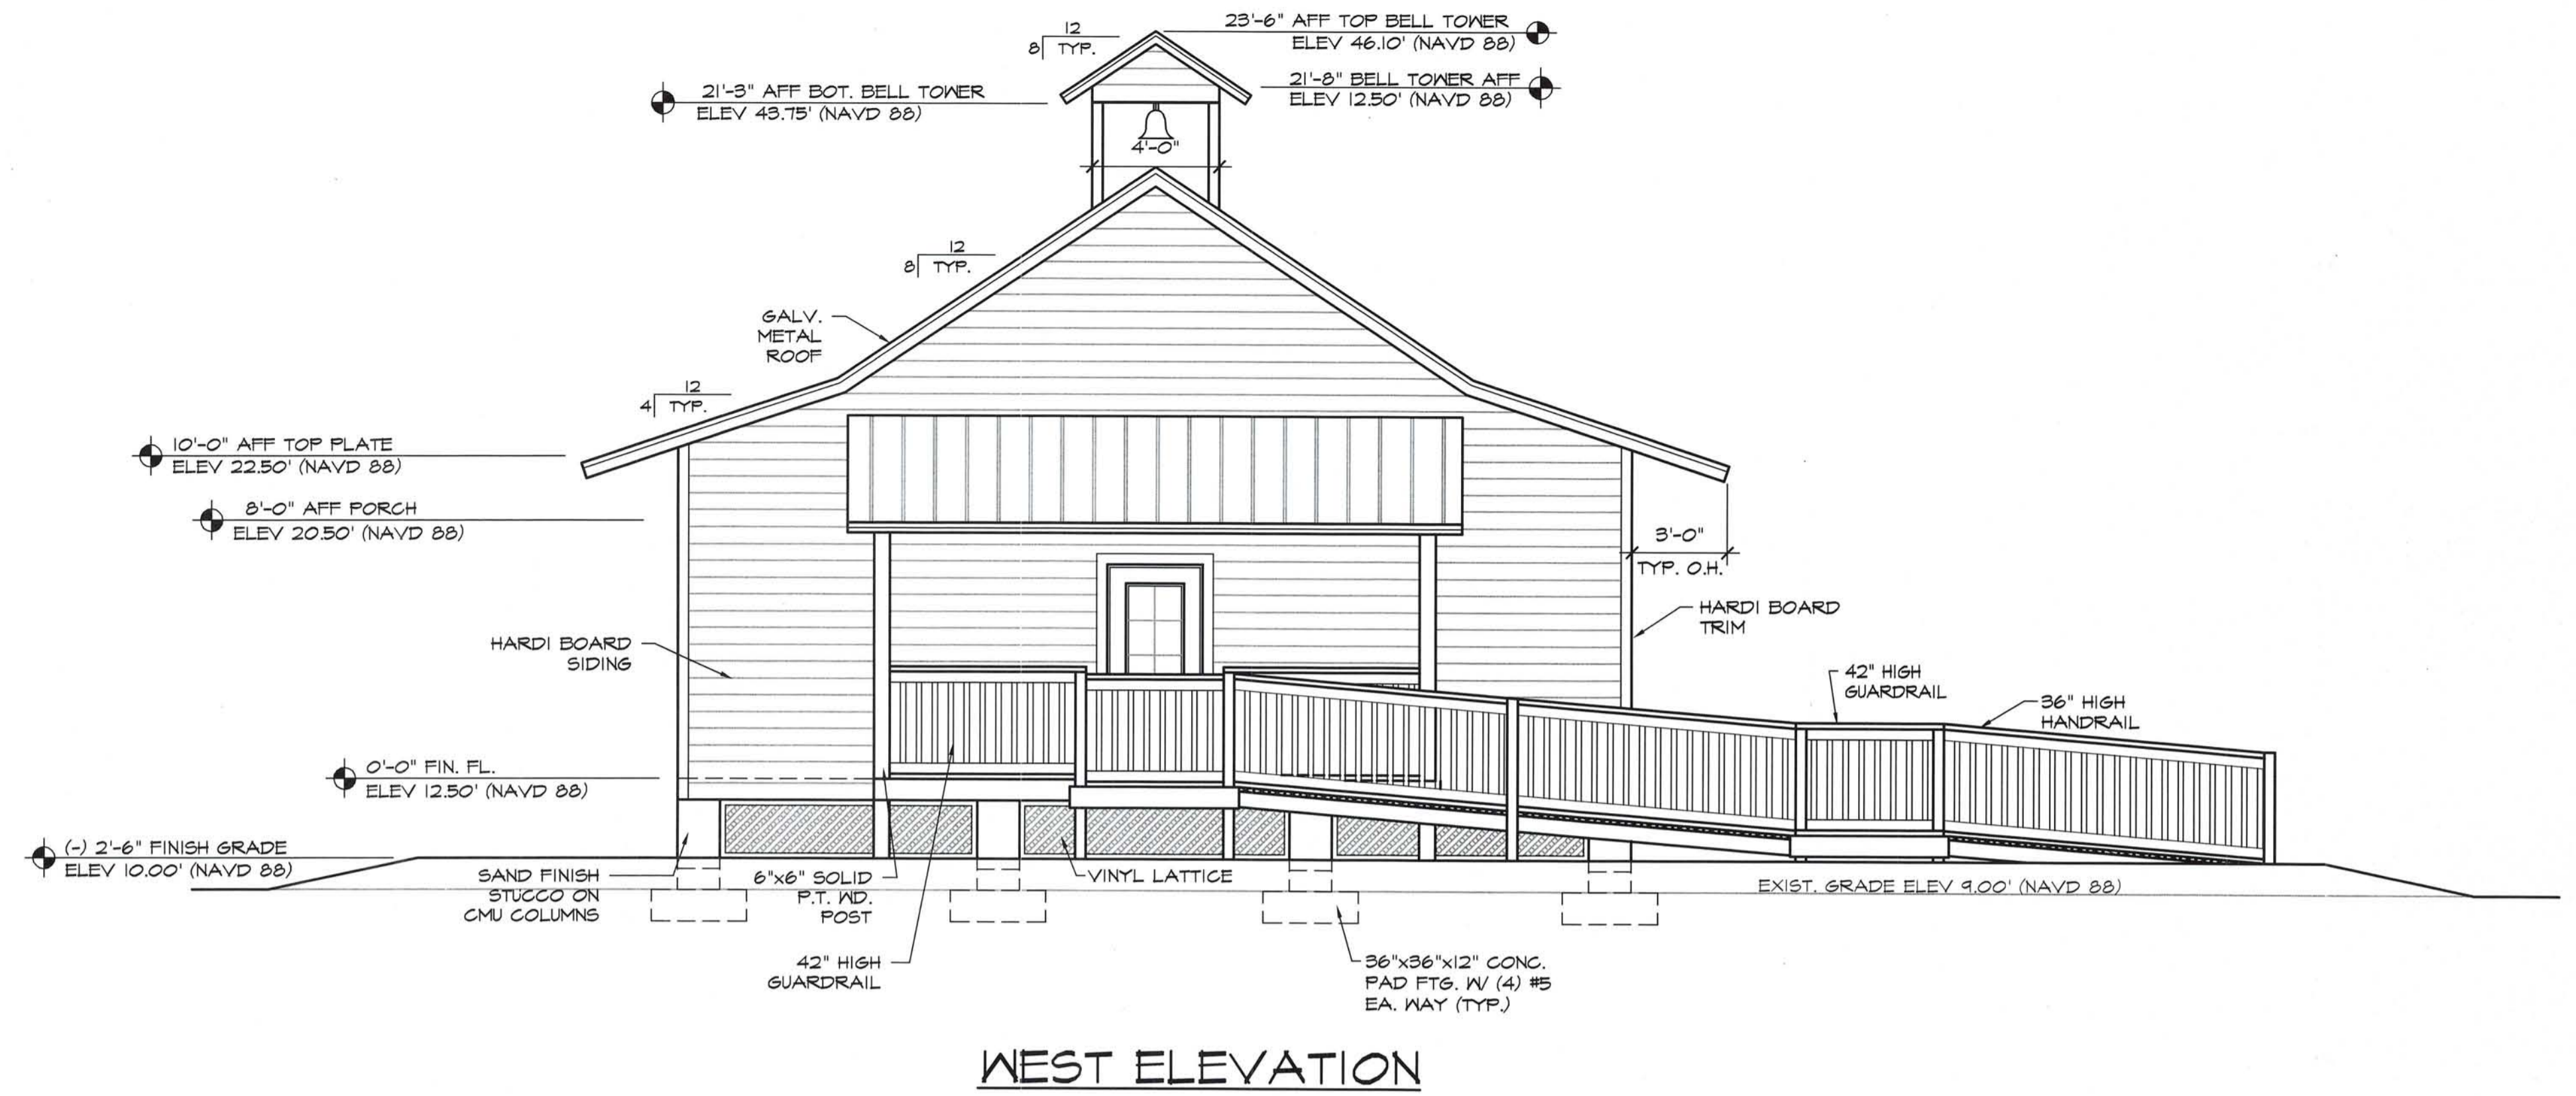 23'-6" AFF TOP BELL TOWER
ELEV 46.10' (NAVD 88)
12
8 TYP.
21'-8" BELL TOWER AFF
ELEV 12.50' (NAVD 88)
21'-3" AFF BOT. BELL TOWER
ELEV 43.75' (NAVD 88)
4'-0"
12
8 TYP.
GALV.
METAL
ROOF
12
4 TYP.
10'-0" AFF TOP PLATE
ELEV 22.50' (NAVD 88)
8'-0" AFF PORCH
ELEV 20.50' (NAVD 88)
3'-0"
TYP. O.H.
HARDI BOARD
TRIM
HARDI BOARD
SIDING
42" HIGH
GUARDRAIL
36" HIGH
HANDRAIL
0'-0" FIN. FL.
ELEV 12.50' (NAVD 88)
(-) 2'-6" FINISH GRADE
ELEV 10.00' (NAVD 88)
SAND FINISH
STUCCO ON
CMU COLUMNS
6"x6" SOLID
P.T. WD.
POST
VINYL LATTICE
EXIST. GRADE ELEV 9.00' (NAVD 88)
42" HIGH
GUARDRAIL
36"x36"x12" CONC.
PAD FTG. W/ (4) #5
EA. WAY (TYP.)
WEST ELEVATION